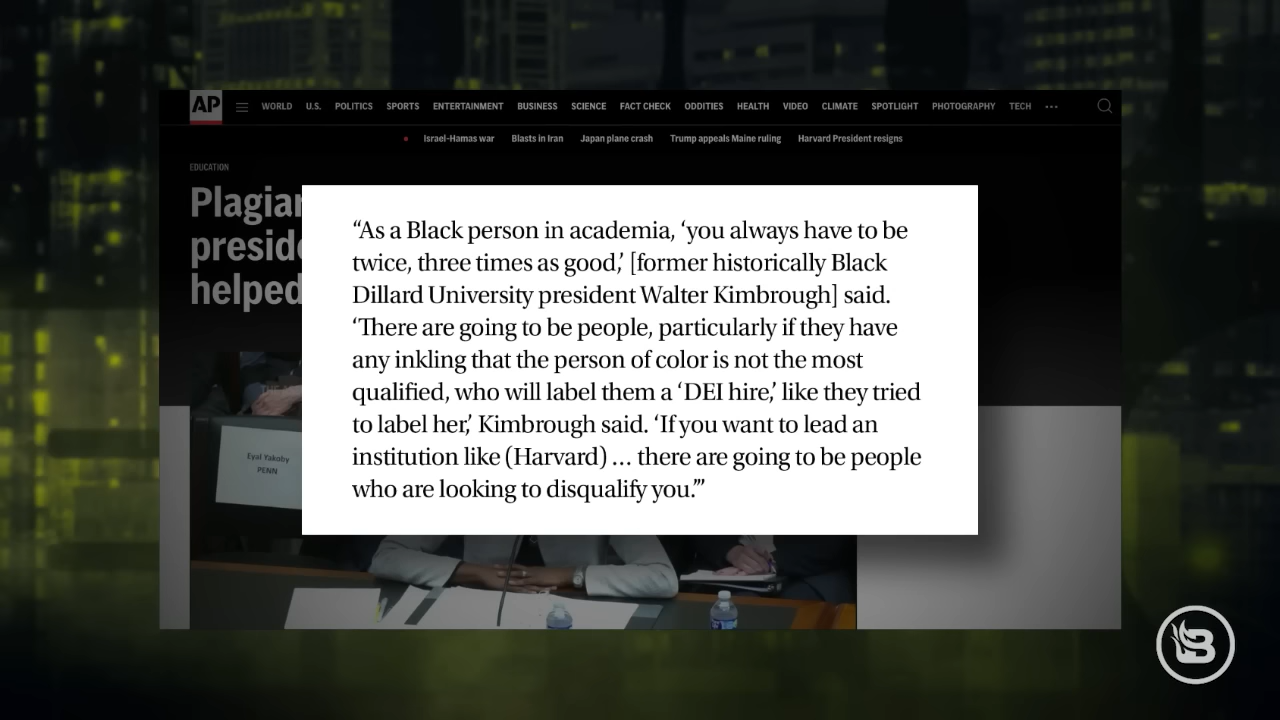 AP WORLD U.S. POLITICS SPORTS ENTERTAINMENT BUSINESS SCIENCE FACT CHECK ODDITIES HEALTH VIDEO CLIMATE SPOTLIGHT PHOTOGRAPHY TECH
Israel-Hamas war Blasts in Iran Japan plane crash Trump appeals Maine ruling Harvard President resigns
EDUCATION
Plagiar
preside
helped
“As a Black person in academia, ‘you always have to be
twice, three times as good,’ [former historically Black
Dillard University president Walter Kimbrough] said.
‘There are going to be people, particularly if they have
any inkling that the person of color is not the most
qualified, who will label them a ‘DEI hire,’ like they tried
to label her,’ Kimbrough said. ‘If you want to lead an
institution like (Harvard) … there are going to be people
who are looking to disqualify you.’”
Eyal Yakoby
PENN
B